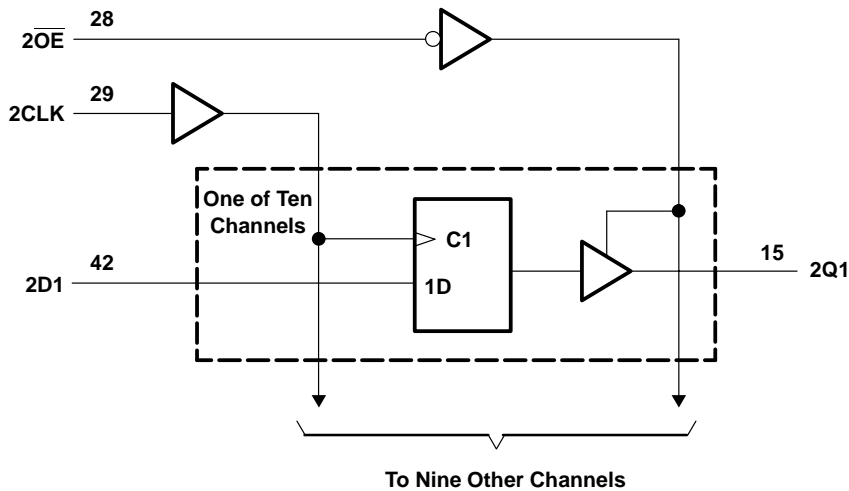 28
2OE
29
2CLK
One of Ten
Channels
C1
42
15
2D1
1D
2Q1
To Nine Other Channels